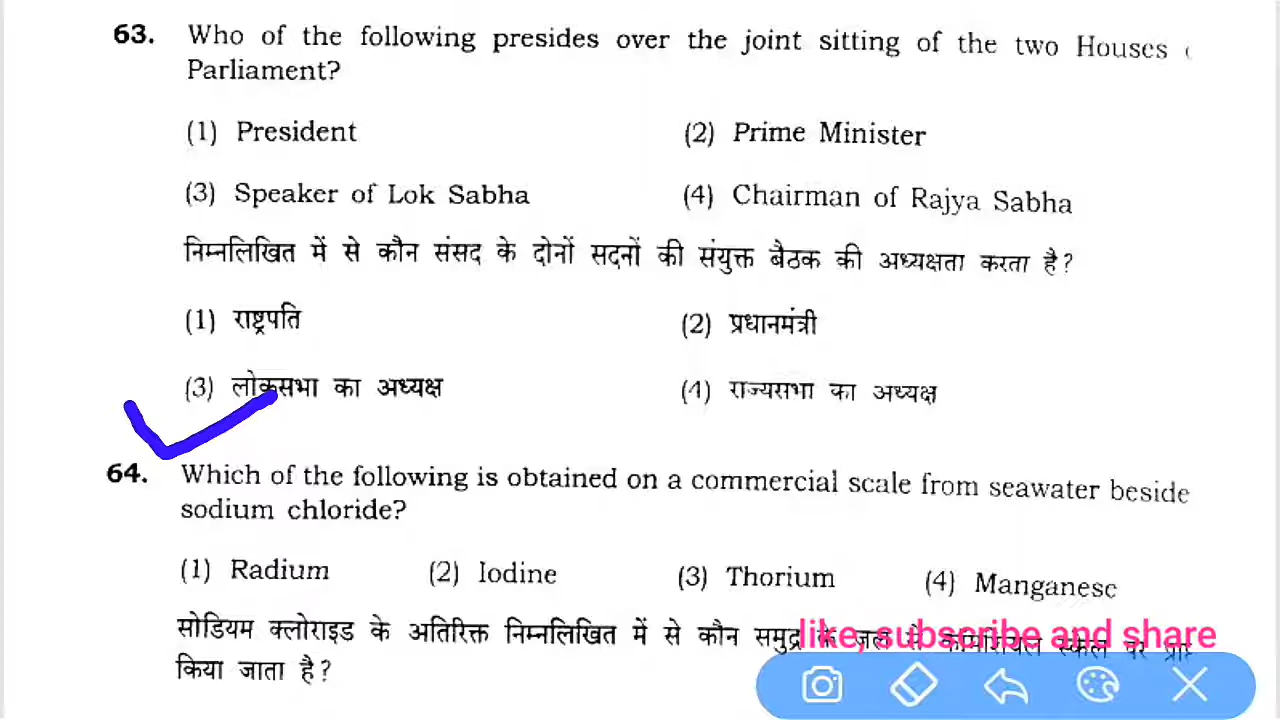 63. Who of the following presides over the joint sitting of the two Houses
Parliament?
(1) President (2) Prime Minister
(3) Speaker of Lok Sabha (4) Chairman of Rajya Sabha
निम्नलिखित में से कौन संसद के दोनों सदनों की संयुक्त बैठक की अध्यक्षता करता है?
(1) राष्ट्रपति (2) प्रधानमंत्री
(3) लोकसभा का अध्यक्ष (4) राज्यसभा का अध्यक्ष
64. Which of the following is obtained on a commercial scale from seawater beside
sodium chloride?
(1) Radium (2) Iodine (3) Thorium (4) Manganese
सोडियम क्लोराइड के अतिरिक्त निम्नलिखित में से कौन समुद्र के जल से कॉमर्शियल स्केल पर
like, subscribe and share
किया जाता है?